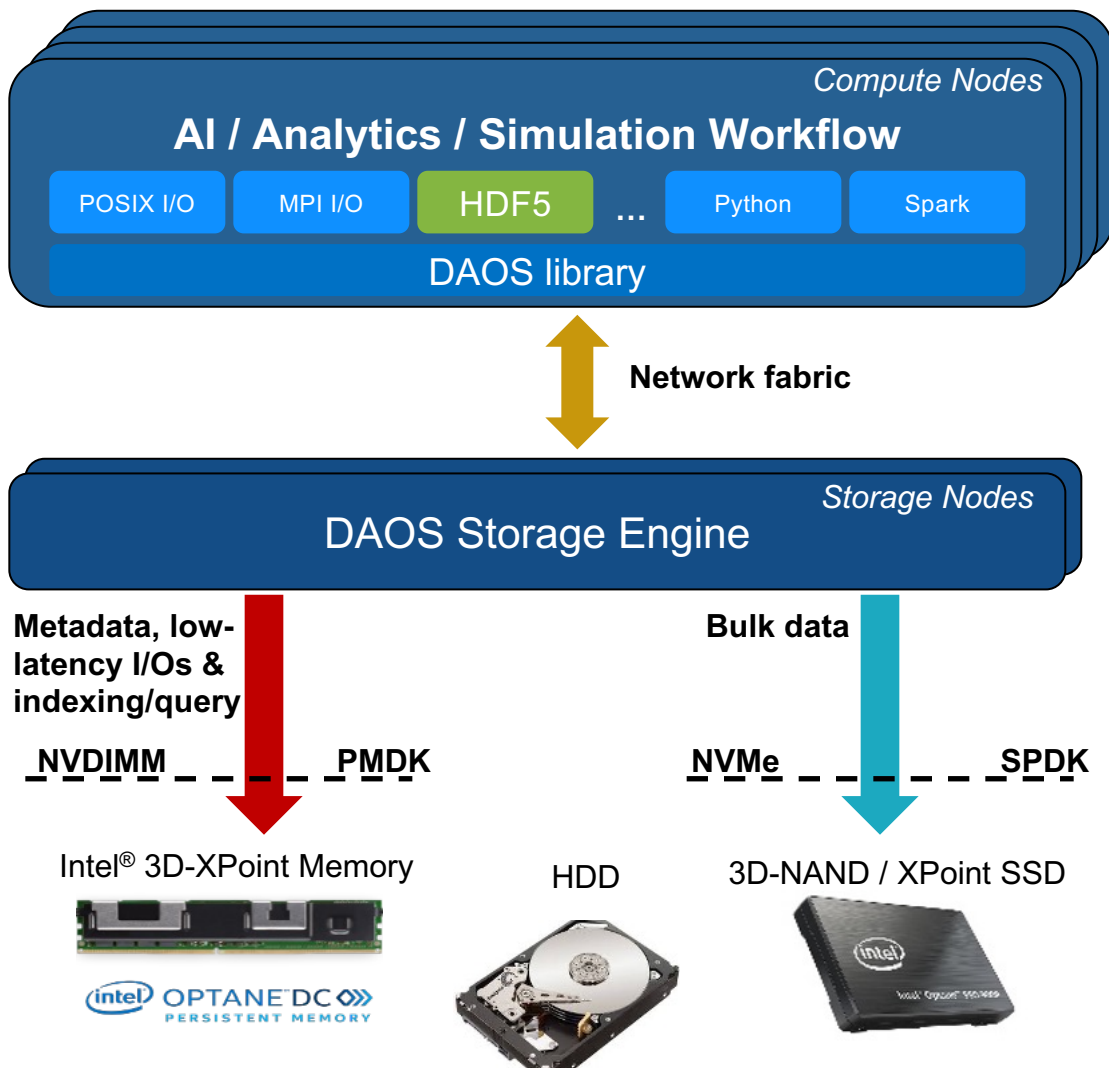 Compute Nodes
AI / Analytics / Simulation Workflow
POSIX I/O MPI I/O HDF5 ... Python Spark
DAOS library
Network fabric
Storage Nodes
DAOS Storage Engine
Metadata, low-
latency I/Os &
indexing/query
Bulk data
NVDIMM PMDK
NVMe SPDK
Intel® 3D-XPoint Memory
HDD
3D-NAND / XPoint SSD
intel OPTANE™DC
PERSISTENT MEMORY
intel